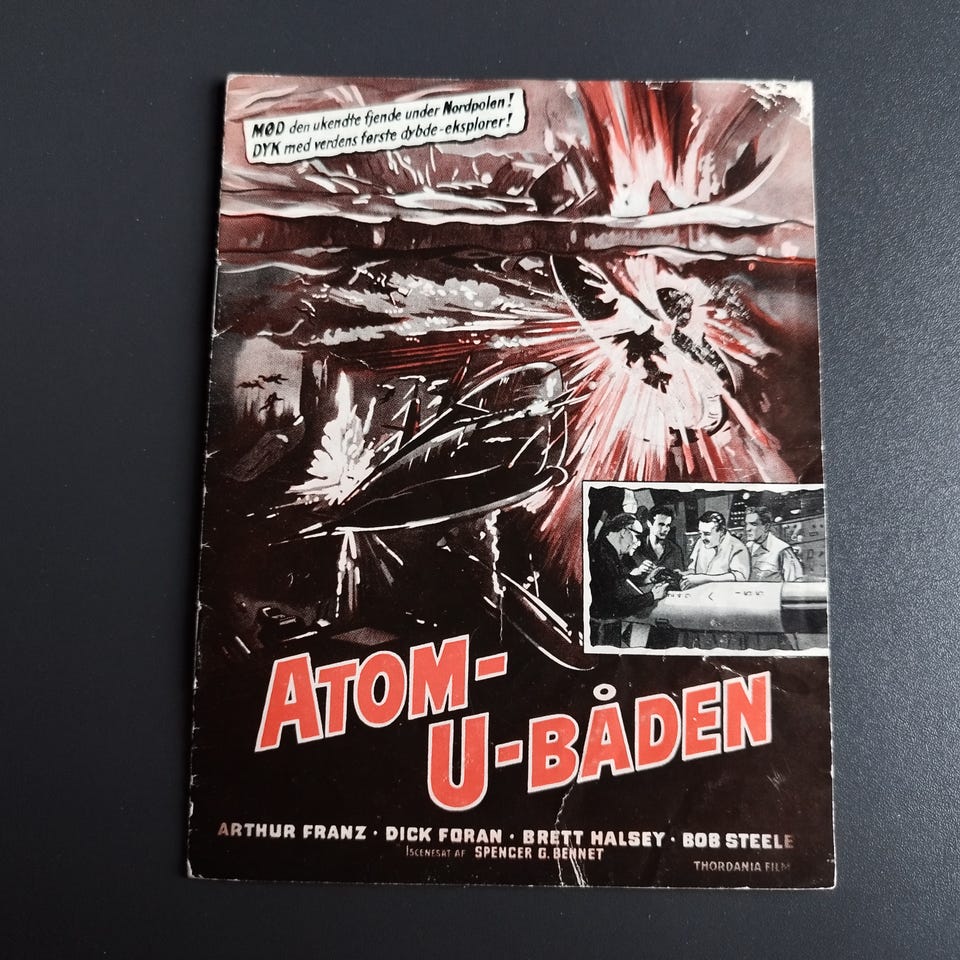 MØD den ukendte fjende under Nordpolen!
DYK med verdens første dybde-eksplorer!
ATOM-
U-BÅDEN
ARTHUR FRANZ · DICK FORAN · BRETT HALSEY · BOB STEELE
ISCENESAT AF SPENCER G. BENNET
THORDANIA FILM